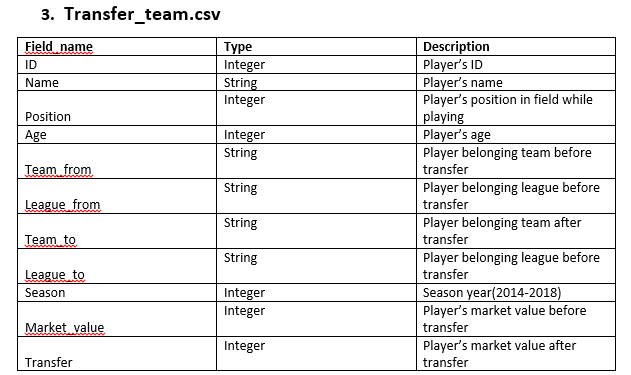 3. Transfer_team.csv
Field_name Type Description
ID Integer Player's ID
Name String Player's name
Position Integer Player's position in field while
playing
Age Integer Player's age
Team_from String Player belonging team before
transfer
League_from String Player belonging league before
transfer
Team_to String Player belonging team after
transfer
League_to String Player belonging league before
transfer
Season Integer Season year(2014-2018)
Market_value Integer Player's market value before
transfer
Transfer Integer Player's market value after
transfer